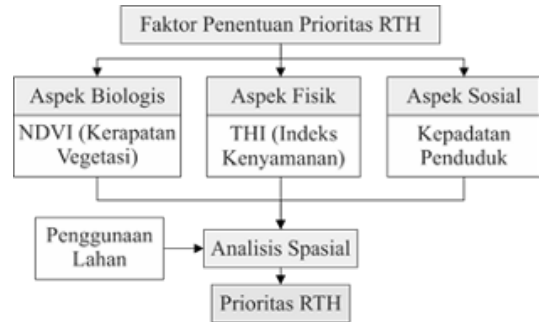 Faktor Penentuan Prioritas RTH
Aspek Biologis
NDVI (Kerapatan
Vegetasi)
Aspek Fisik
THI (Indeks
Kenyamanan)
Aspek Sosial
Kepadatan
Penduduk
Penggunaan
Lahan
Analisis Spasial
Prioritas RTH